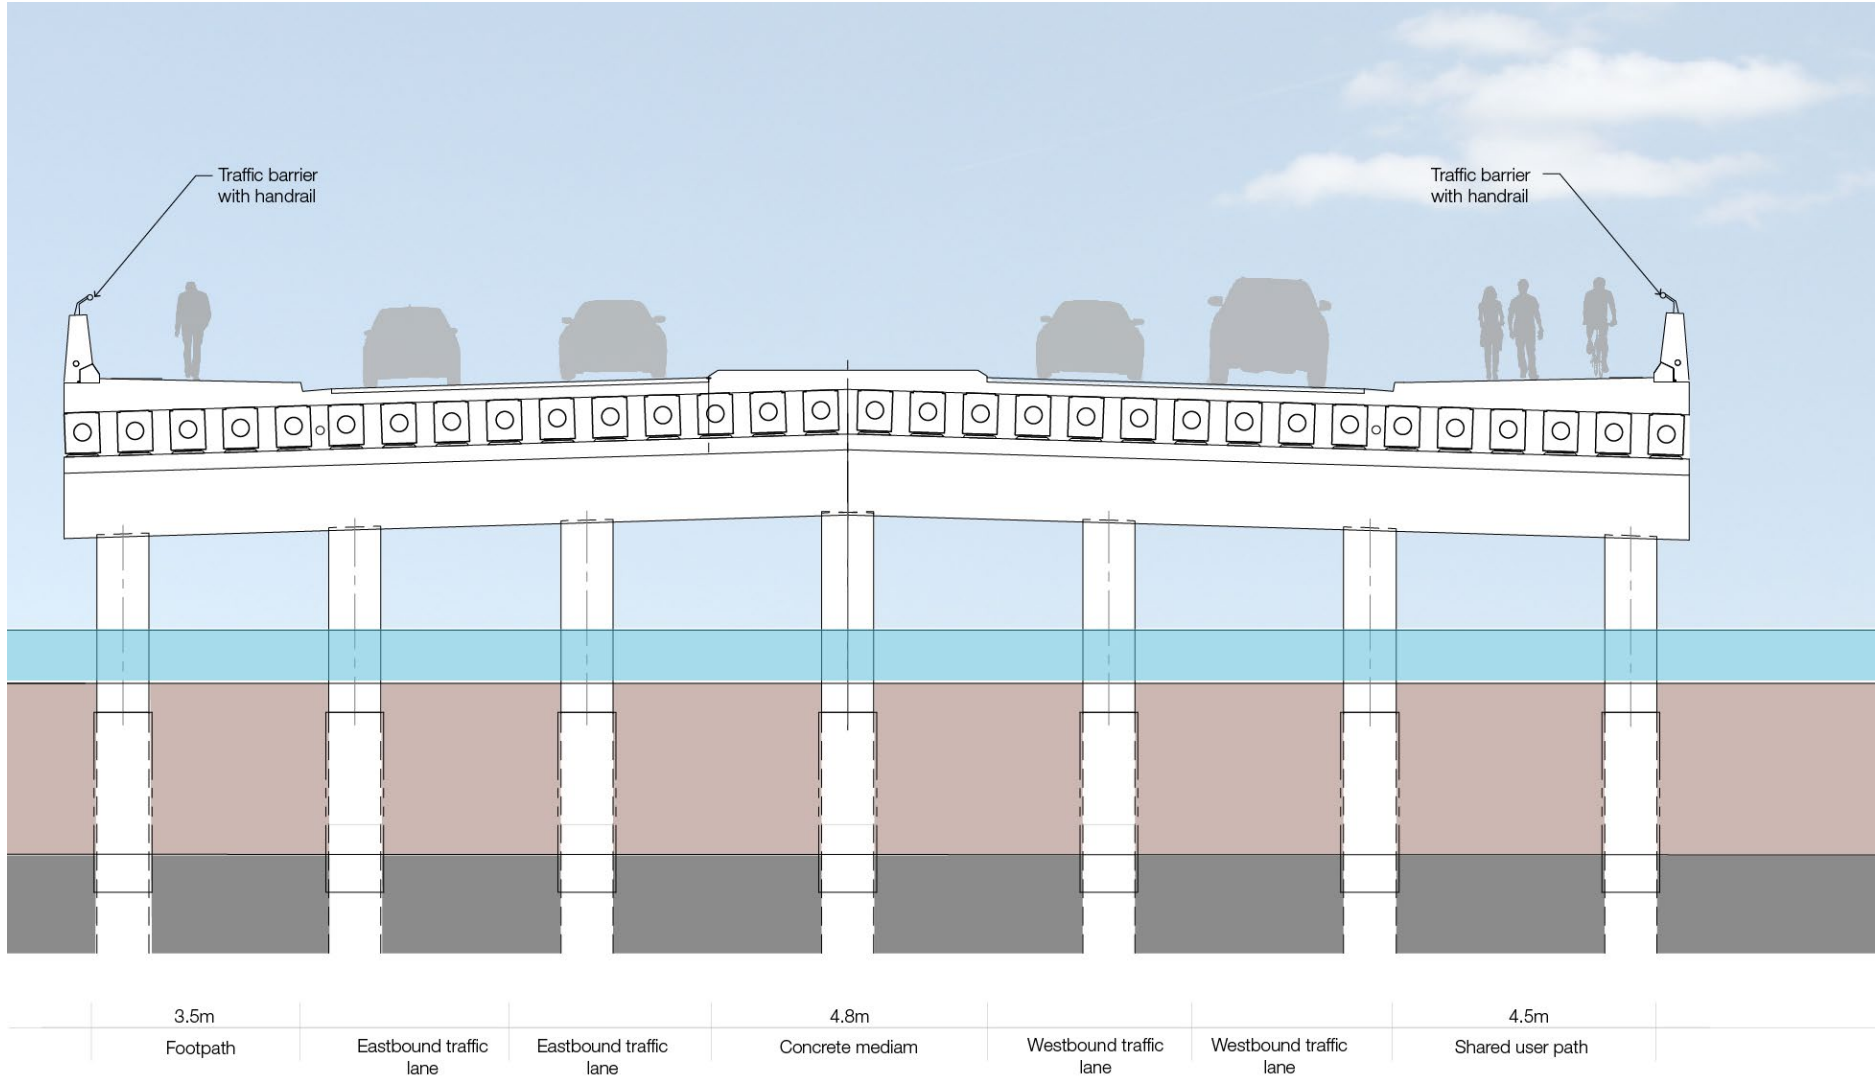 Traffic barrier
with handrail
Traffic barrier
with handrail
3.5m
4.8m
4.5m
Footpath
Eastbound traffic
lane
Eastbound traffic
lane
Concrete mediam
Westbound traffic
lane
Westbound traffic
lane
Shared user path